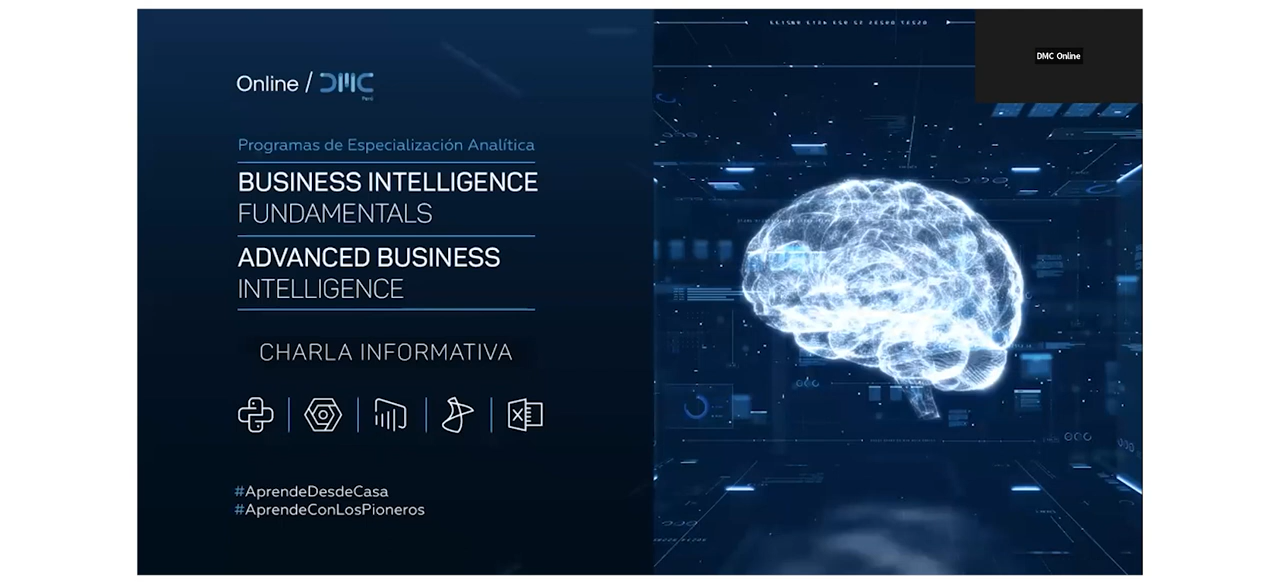 Online / DMC
Perú
Programas de Especialización Analítica
BUSINESS INTELLIGENCE
FUNDAMENTALS
ADVANCED BUSINESS
INTELLIGENCE
CHARLA INFORMATIVA
#AprendeDesdeCasa
#AprendeConLosPioneros
DMC Online